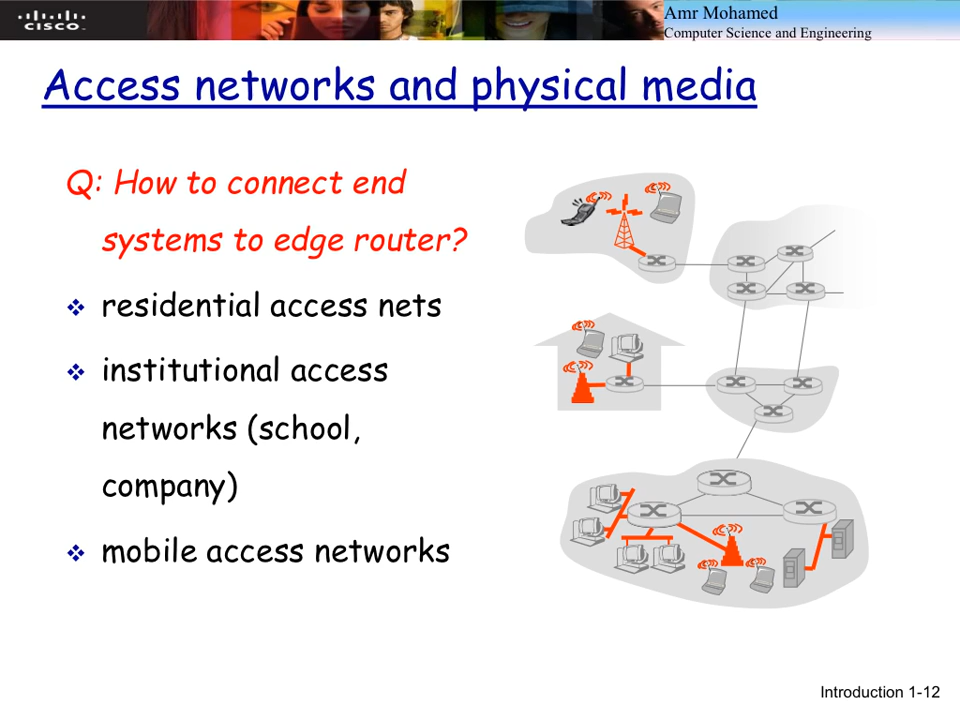 CISCO
Amr Mohamed
Computer Science and Engineering
Access networks and physical media
Q: How to connect end
systems to edge router?
❖ residential access nets
❖ institutional access
networks (school,
company)
❖ mobile access networks
Introduction 1-12